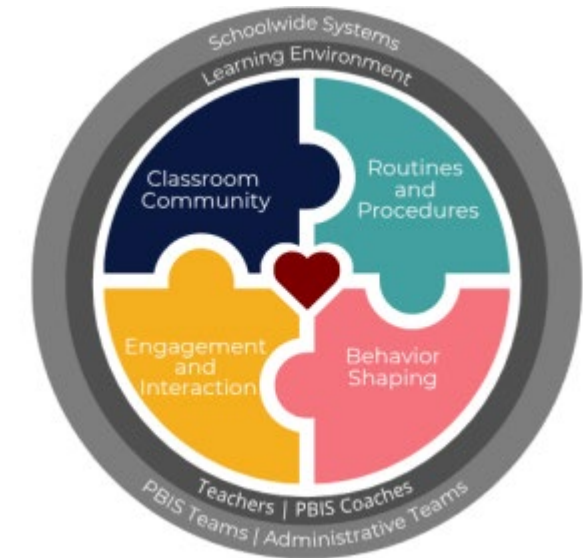 Schoolwide Systems
Learning Environment
Classroom
Community
Routines
and
Procedures
Engagement
and
Interaction
Behavior
Shaping
Teachers | PBIS Coaches
PBIS Teams | Administrative Teams